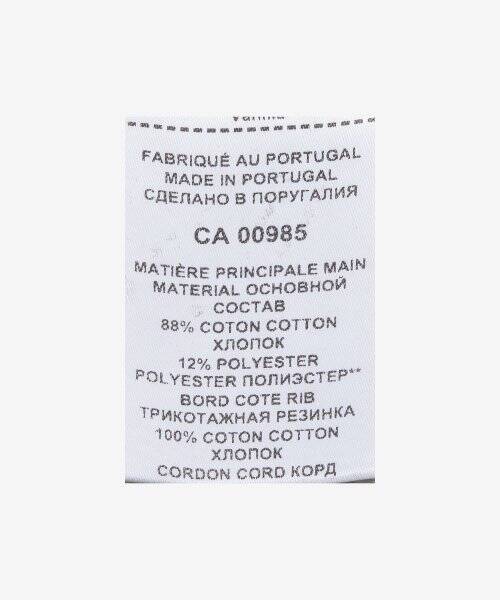 Vanilla
FABRIQUÉ AU PORTUGAL
MADE IN PORTUGAL
СДЕЛАНО В ПОРУГАЛИЯ
CA 00985
MATIÈRE PRINCIPALE MAIN
MATERIAL ОСНОВНОЙ
СОСТАВ
88% COTON COTTON
ХЛОПОК
12% POLYESTER
POLYESTER ПОЛИЭСТЕР**
BORD COTE RIB
ТРИКОТАЖНАЯ РЕЗИНКА
100% COTON COTTON
ХЛОПОК
CORDON CORD КОРД